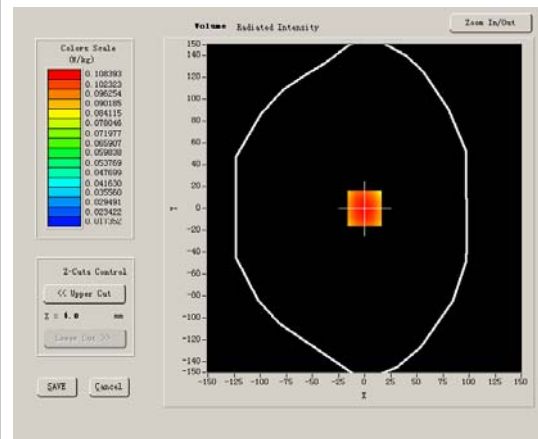 Volume Radiated Intensity
Zoom In/Out
Colors Scale
(W/kg)
0.108393
0.102323
0.096254
0.090185
0.084115
0.078046
0.071977
0.065907
0.059838
0.053769
0.047699
0.041630
0.035560
0.029491
0.023422
0.017352
Z-Cuts Control
<< Upper Cut
Z = 4.0 mm
Lower Cut >>
SAVE
Cancel
150
140
120
100
80
60
40
20
0
-20
-40
-60
-80
-100
-120
-140
-150
Y
-150 -125 -100 -75 -50 -25 0 25 50 75 100 125 150
X